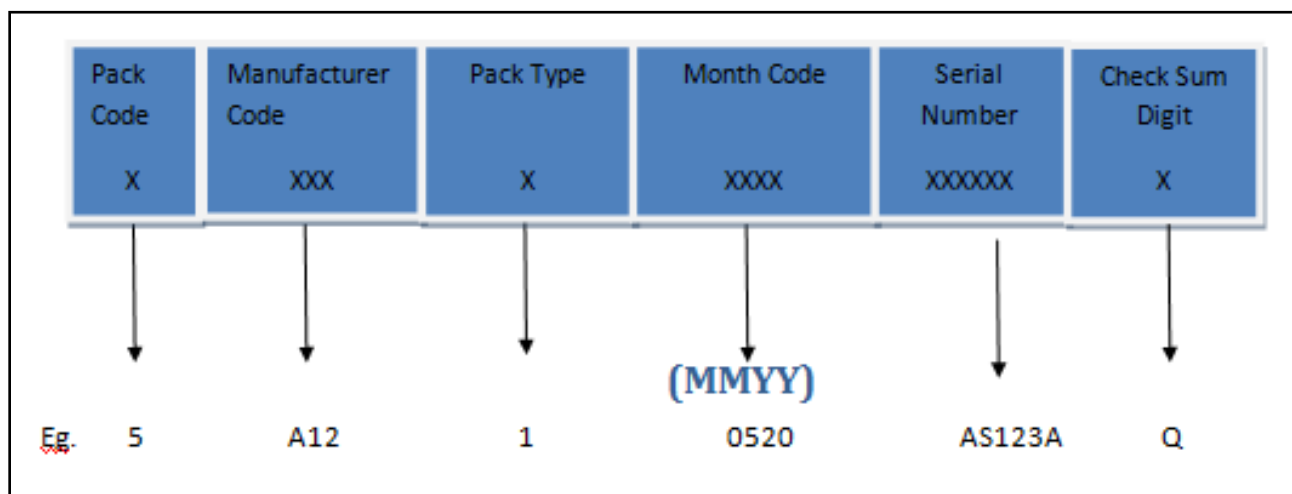 Pack Code
X
Manufacturer Code
XXX
Pack Type
X
Month Code
XXXX
Serial Number
XXXXXX
Check Sum Digit
X
(MMYY)
Eg. 5 A12 1 0520 AS123A Q